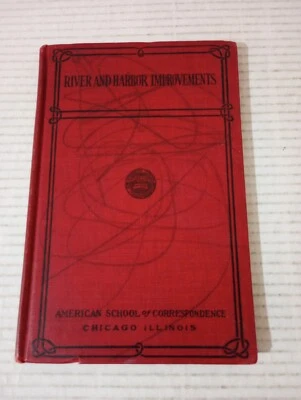 RIVER AND HARBOR IMPROVEMENTS
AMERICAN SCHOOL of CORRESPONDENCE
CHICAGO ILLINOIS